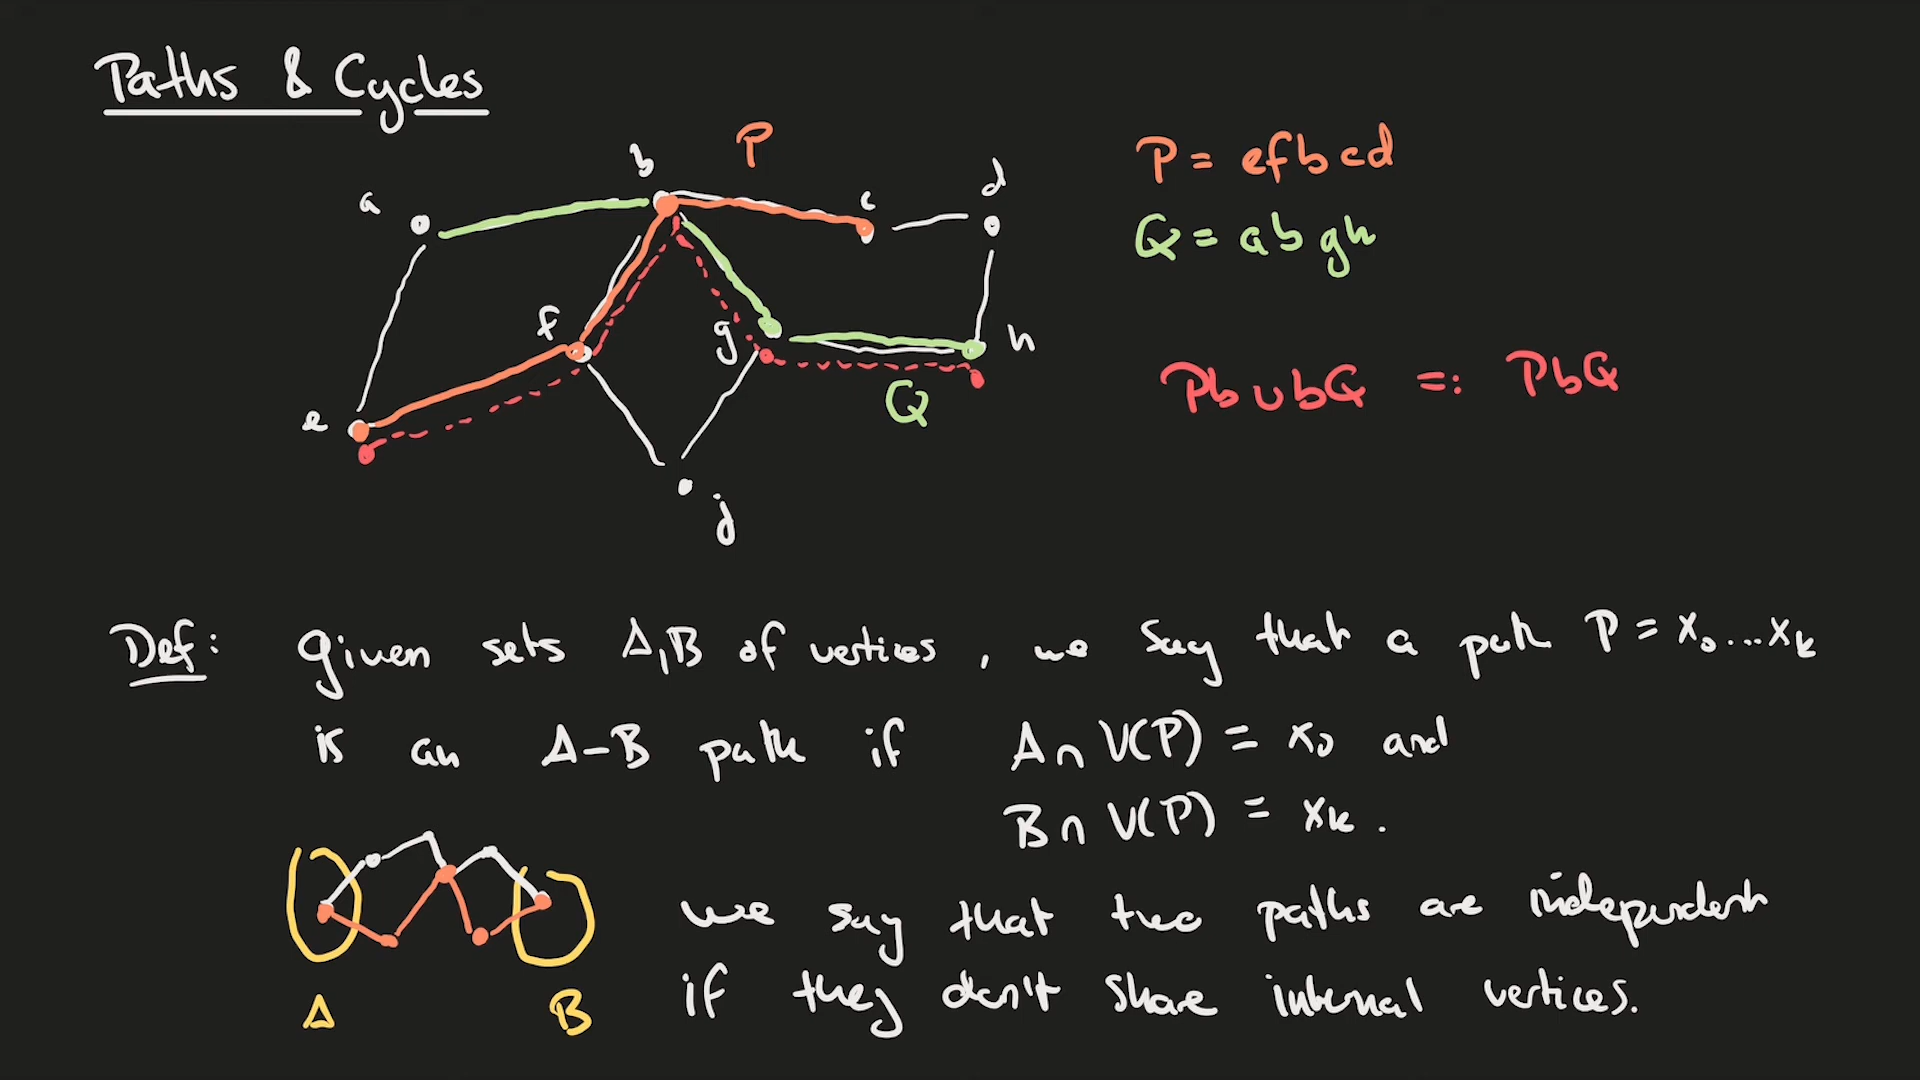 Paths & Cycles
P
b
a
c
d
f
g
h
e
Q
j
P = efbcd
Q = abgh
Pb ∪ bQ =: PbQ
Def: Given sets A,B of vertices, we say that a path P = x₀...xₖ
is an A-B path if A ∩ V(P) = x₀ and
B ∩ V(P) = xₖ.
we say that two paths are independent
if they don't share internal vertices.
A
B